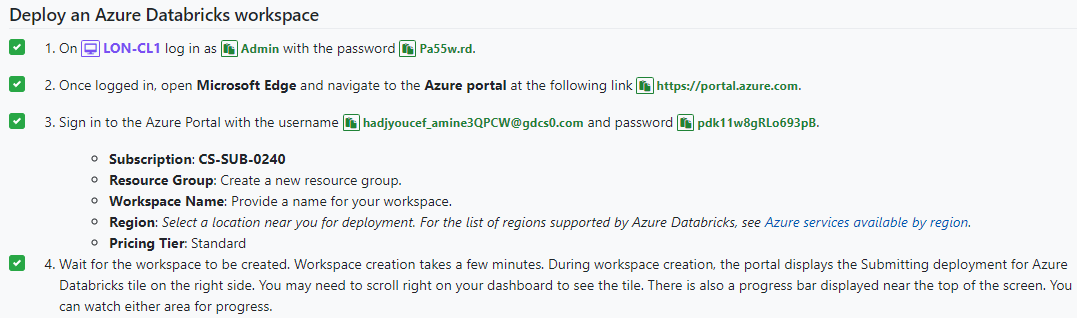 Deploy an Azure Databricks workspace
1. On LON-CL1 log in as Admin with the password Pa55w.rd.
2. Once logged in, open Microsoft Edge and navigate to the Azure portal at the following link https://portal.azure.com.
3. Sign in to the Azure Portal with the username hadjyoucef_amine3QPCW@gdcs0.com and password pdk11w8gRLo693pB.
Subscription: CS-SUB-0240
Resource Group: Create a new resource group.
Workspace Name: Provide a name for your workspace.
Region: Select a location near you for deployment. For the list of regions supported by Azure Databricks, see Azure services available by region.
Pricing Tier: Standard
4. Wait for the workspace to be created. Workspace creation takes a few minutes. During workspace creation, the portal displays the Submitting deployment for Azure
Databricks tile on the right side. You may need to scroll right on your dashboard to see the tile. There is also a progress bar displayed near the top of the screen. You
can watch either area for progress.